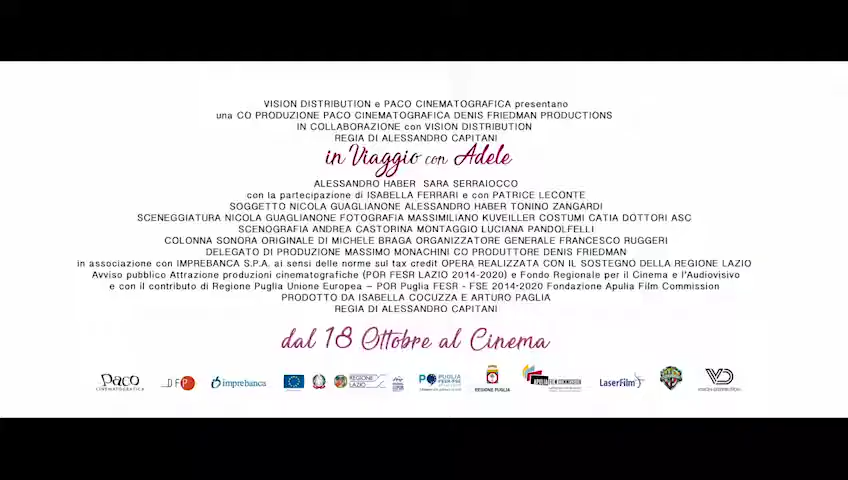 VISION DISTRIBUTION e PACO CINEMATOGRAFICA presentano
una CO PRODUZIONE PACO CINEMATOGRAFICA DENIS FRIEDMAN PRODUCTIONS
IN COLLABORAZIONE con VISION DISTRIBUTION
REGIA DI ALESSANDRO CAPITANI
in Viaggio con Adele
ALESSANDRO HABER SARA SERRAIOCCO
con la partecipazione di ISABELLA FERRARI e con PATRICE LECONTE
SOGGETTO NICOLA GUAGLIANONE ALESSANDRO HABER TONINO ZANGARDI
SCENEGGIATURA NICOLA GUAGLIANONE FOTOGRAFIA MASSIMILIANO KUVEILLER COSTUMI CATIA DOTTORI ASC
SCENOGRAFIA ANDREA CASTORINA MONTAGGIO LUCIANA PANDOLFELLI
COLONNA SONORA ORIGINALE DI MICHELE BRAGA ORGANIZZATORE GENERALE FRANCESCO RUGGERI
DELEGATO DI PRODUZIONE MASSIMO MONACHINI CO PRODUTTORE DENIS FRIEDMAN
in associazione con IMPREBANCA S.P.A. ai sensi delle norme sul tax credit OPERA REALIZZATA CON IL SOSTEGNO DELLA REGIONE LAZIO
Avviso pubblico Attrazione produzioni cinematografiche (POR FESR LAZIO 2014-2020) e Fondo Regionale per il Cinema e l'Audiovisivo
e con il contributo di Regione Puglia Unione Europea – POR Puglia FESR - FSE 2014-2020 Fondazione Apulia Film Commission
PRODOTTO DA ISABELLA COCUZZA E ARTURO PAGLIA
REGIA DI ALESSANDRO CAPITANI
dal 18 Ottobre al Cinema
Paco CINEMATOGRAFICA DFP imprebanca REGIONE LAZIO PUGLIA FESR-FSE REGIONE PUGLIA LaserFilm VISION DISTRIBUTION